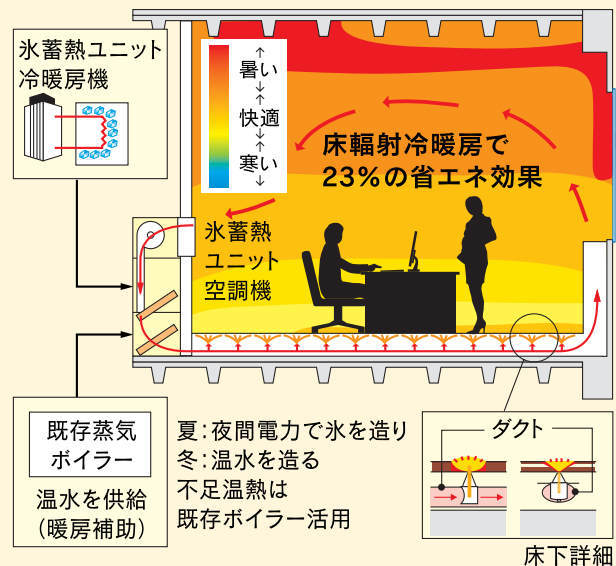 氷蓄熱ユニット
冷暖房機
↑
暑い
↓
↑
快適
↓
↑
寒い
↓
床輻射冷暖房で
23%の省エネ効果
氷蓄熱
ユニット
空調機
既存蒸気
ボイラー
温水を供給
(暖房補助)
夏:夜間電力で氷を造り
冬:温水を造る
不足温熱は
既存ボイラー活用
ダクト
床下詳細